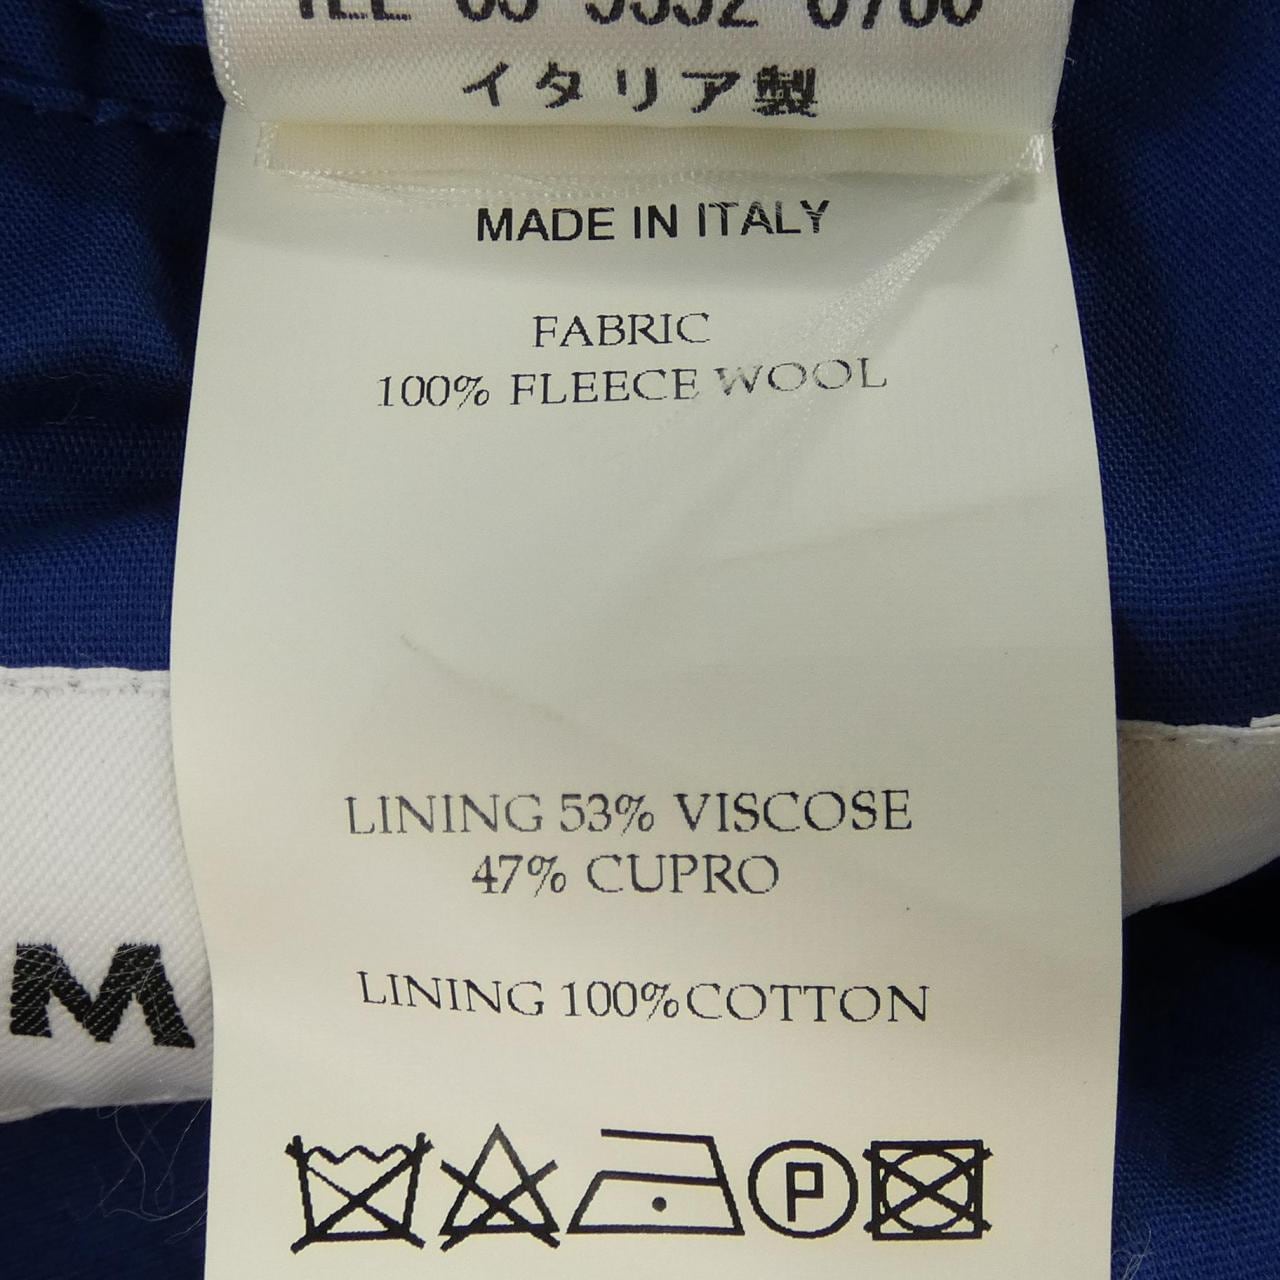 イタリア製
MADE IN ITALY
FABRIC
100% FLEECE WOOL
LINING 53% VISCOSE
47% CUPRO
LINING 100%COTTON
M
P